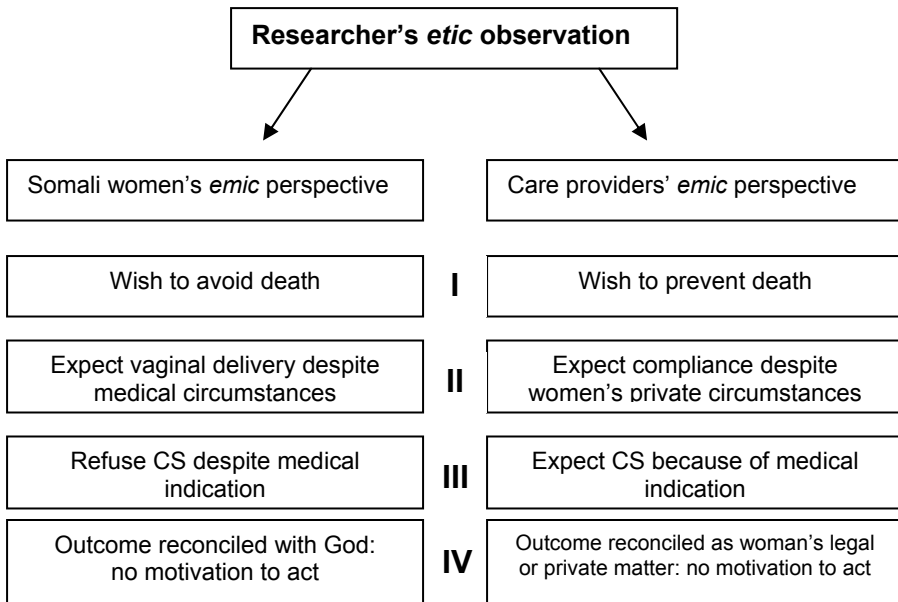 Researcher's etic observation
Somali women's emic perspective
Care providers' emic perspective
Wish to avoid death
I
Wish to prevent death
Expect vaginal delivery despite
medical circumstances
II
Expect compliance despite
women's private circumstances
Refuse CS despite medical
indication
III
Expect CS because of medical
indication
Outcome reconciled with God:
no motivation to act
IV
Outcome reconciled as woman's legal
or private matter: no motivation to act